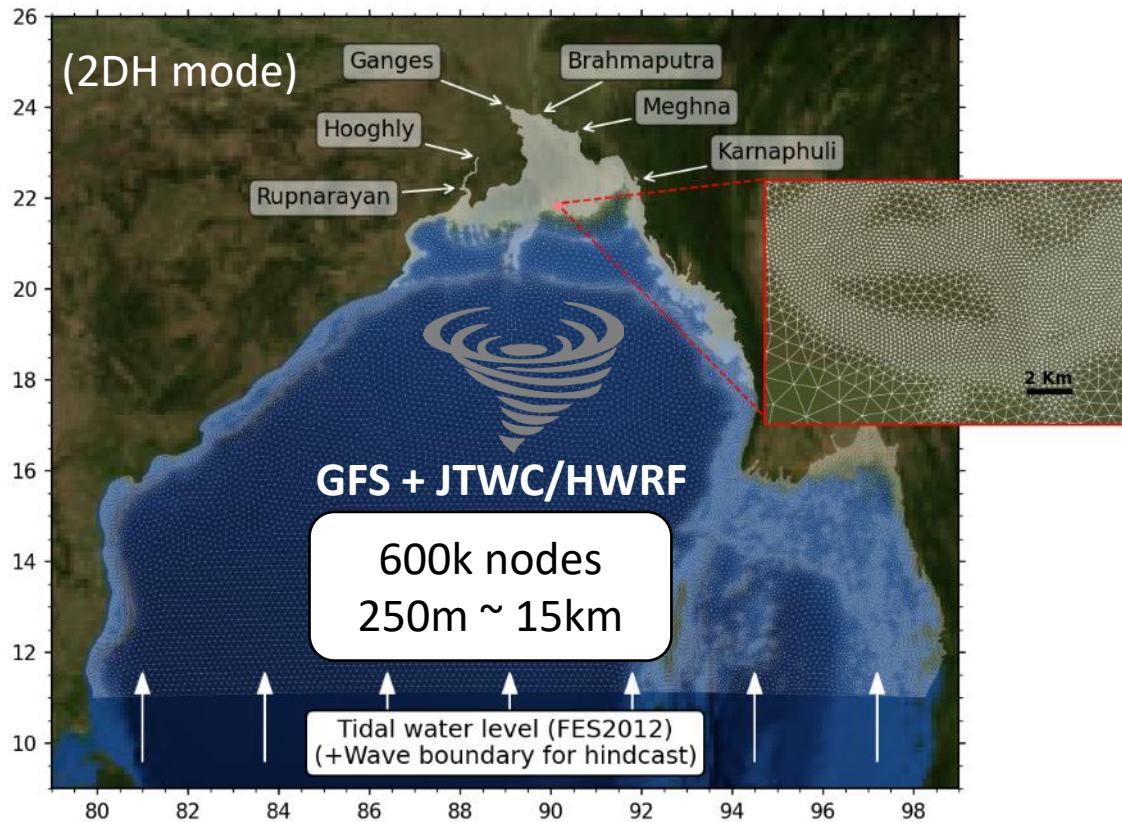 26
24
22
20
18
16
14
12
10
(2DH mode)
Ganges
Brahmaputra
Meghna
Hooghly
Karnaphuli
Rupnarayan
2 Km
GFS + JTWC/HWRF
600k nodes
250m ~ 15km
Tidal water level (FES2012)
(+Wave boundary for hindcast)
80
82
84
86
88
90
92
94
96
98